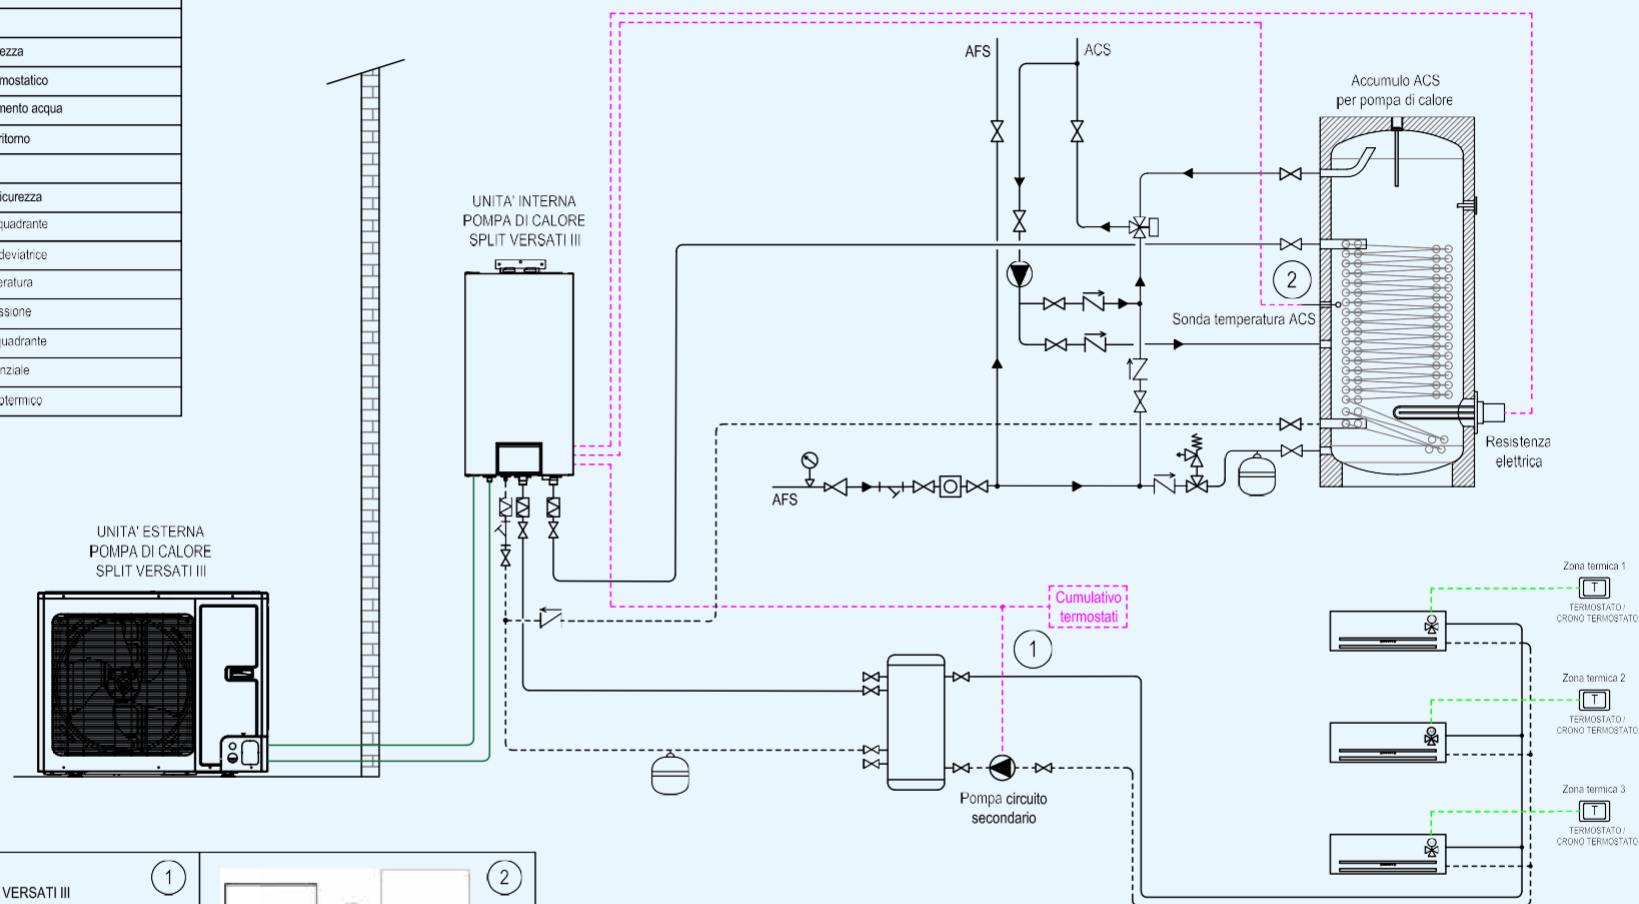 ezza
mostatico
mento acqua
ritorno
icurezza
quadrante
deviatrice
eratura
ssione
quadrante
nziale
otermico
UNITA' INTERNA
POMPA DI CALORE
SPLIT VERSATI III
AFS
ACS
Accumulo ACS
per pompa di calore
2
Sonda temperatura ACS
Resistenza
elettrica
AFS
UNITA' ESTERNA
POMPA DI CALORE
SPLIT VERSATI III
Cumulativo
termostati
1
Pompa circuito
secondario
Zona termica 1
T
TERMOSTATO /
CRONO TERMOSTATO
Zona termica 2
T
TERMOSTATO /
CRONO TERMOSTATO
Zona termica 3
T
TERMOSTATO /
CRONO TERMOSTATO
VERSATI III
1
2